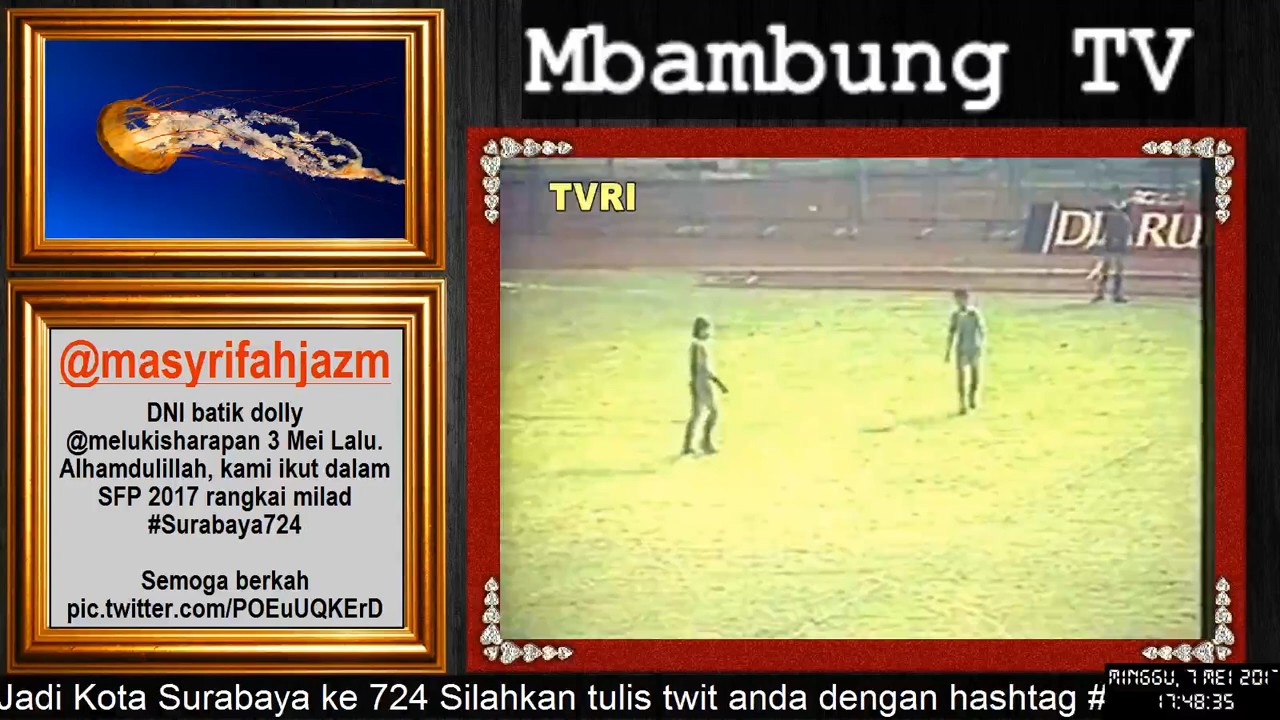 Mbambung TV
TVRI
DJARU
@masyrifahjazm
DNI batik dolly
@melukisharapan 3 Mei Lalu.
Alhamdulillah, kami ikut dalam
SFP 2017 rangkai milad
#Surabaya724
Semoga berkah
pic.twitter.com/POEuUQKErD
Jadi Kota Surabaya ke 724 Silahkan tulis twit anda dengan hashtag #
MINGGU, 7 MEI 2017
17:48:35